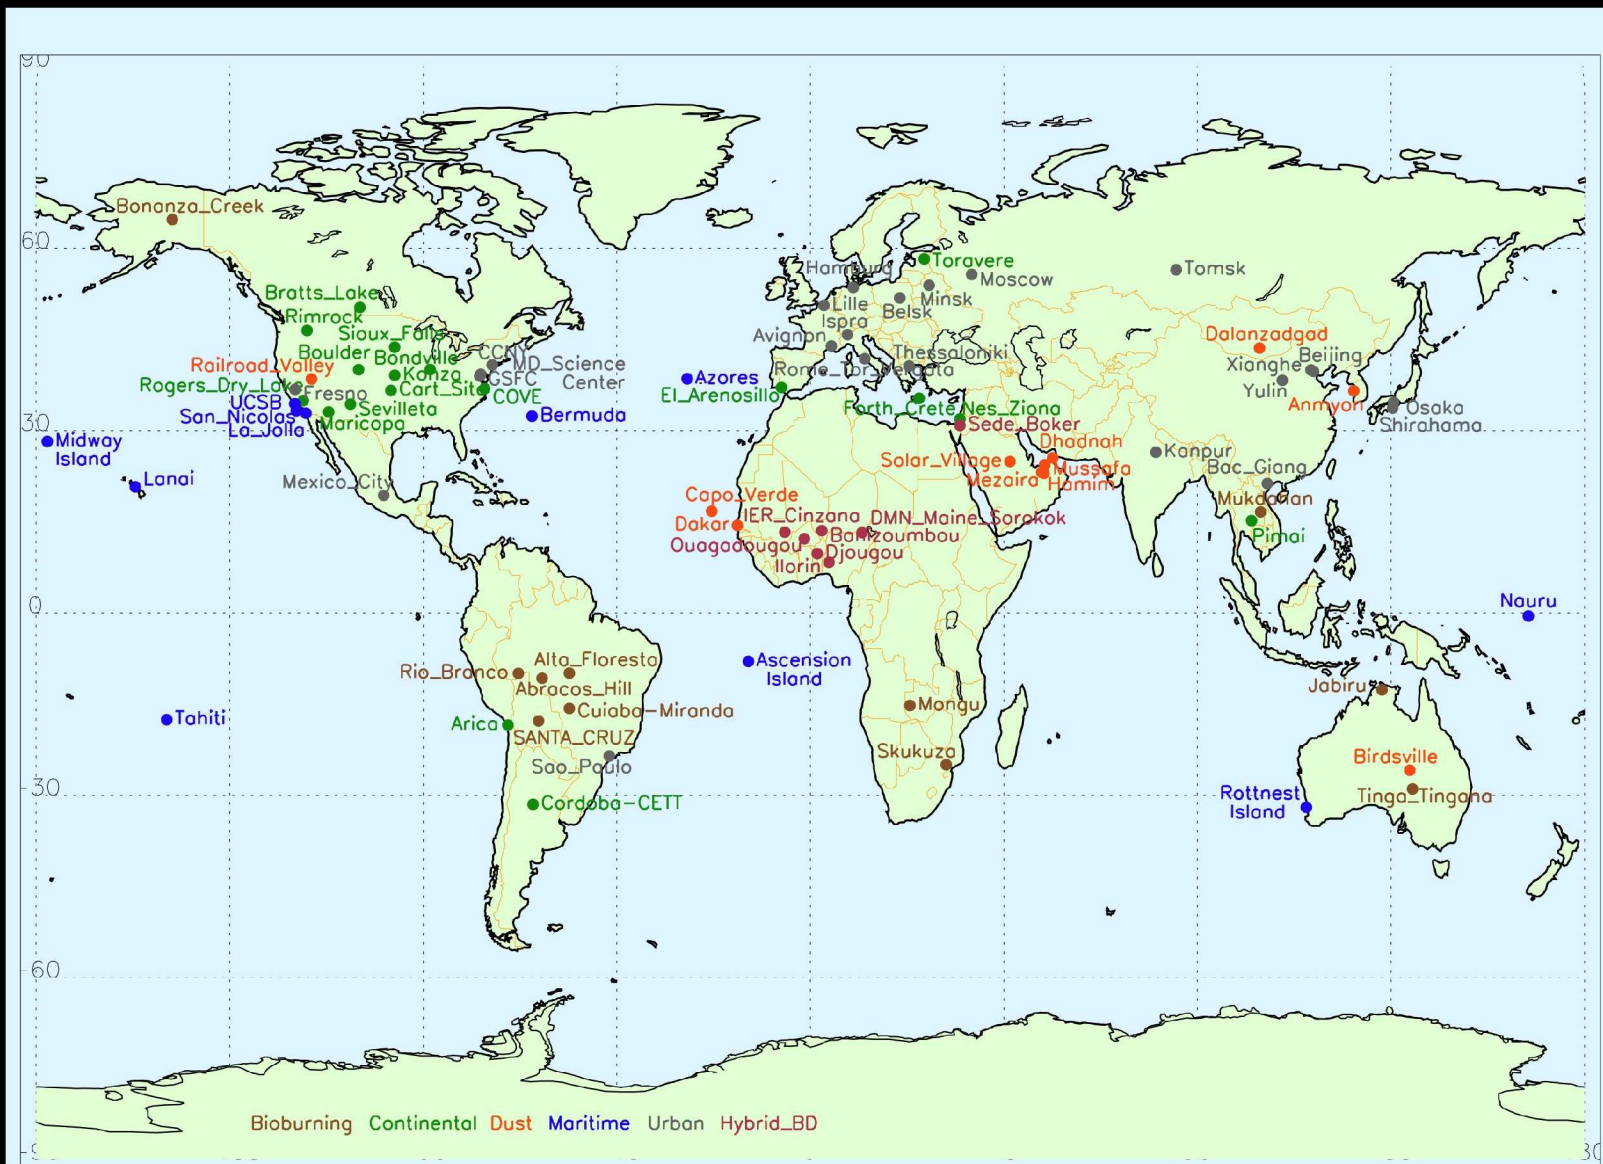 90
Bonanza_Creek
60
Hamburg
Toravere
Moscow
Tomsk
Bratts_Lake
Lille
Minsk
Rimrock
Belsk
Ispra
Sioux_Falls
Avignon
Dalanzadgad
Boulder
Bondville
CCNY
Thessaloniki
Beijing
Railroad_Valley
MD_Science
Center
Xianghe
Rome_Tor_Vergata
Konza
GSFC
Azores
Rogers_Dry_Lake
Fresno
Cart_Site
COVE
El_Arenosillo
Yulin
UCSB
Sevilleta
Forth_Crete
Nes_Ziona
Anmyon
Osaka
San_Nicolas
Maricopa
Bermuda
Sede_Boker
Shirahama
La_Jolla
30
Midway
Island
Dhadnah
Kanpur
Solar_Village
Mussafa
Bac_Giang
Lanai
Mexico_City
Mezaira
Hamim
Capo_Verde
Mukdahan
Dakar
IER_Cinzana
DMN_Maine_SoroKok
Banizoumbou
Pimai
Ouagadougou
Djougou
Ilorin
0
Nauru
Alta_Floresta
Ascension
Island
Rio_Branco
Abracos_Hill
Jabiru
Tahiti
Arica
Cuiaba-Miranda
Mongu
SANTA_CRUZ
Skukuza
Birdsville
Sao_Paulo
-30
Cordoba-CETT
Rottnest
Island
Tinga_Tingana
-60
Bioburning Continental Dust Maritime Urban Hybrid_BD